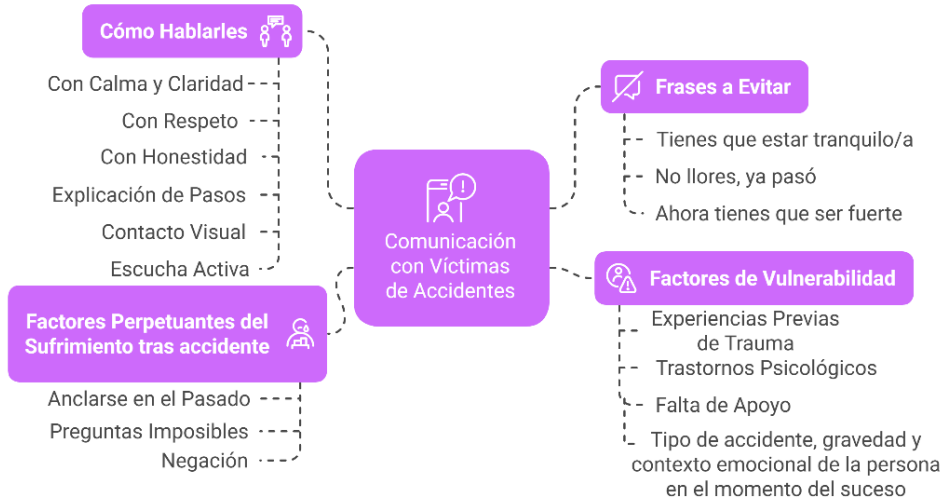 Cómo Hablarles
Con Calma y Claridad
Con Respeto
Con Honestidad
Explicación de Pasos
Contacto Visual
Escucha Activa
Factores Perpetuantes del
Sufrimiento tras accidente
Anclarse en el Pasado
Preguntas Imposibles
Negación
Comunicación
con Víctimas
de Accidentes
Frases a Evitar
Tienes que estar tranquilo/a
No llores, ya pasó
Ahora tienes que ser fuerte
Factores de Vulnerabilidad
Experiencias Previas
de Trauma
Trastornos Psicológicos
Falta de Apoyo
Tipo de accidente, gravedad y
contexto emocional de la persona
en el momento del suceso